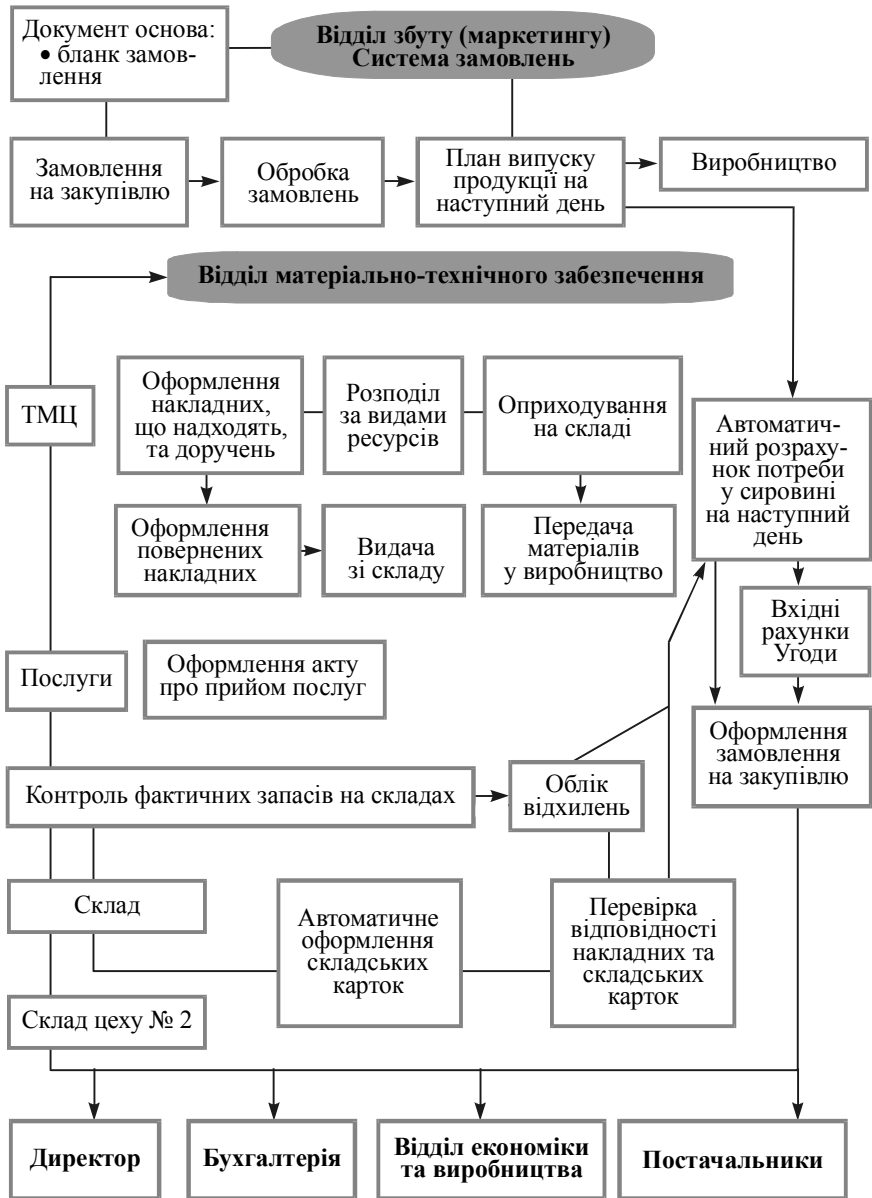 Документ основа:
• бланк замов-
лення
Відділ збуту (маркетингу)
Система замовлень
Замовлення
на закупівлю
Обробка
замовлень
План випуску
продукції на
наступний день
Виробництво
Відділ матеріально-технічного забезпечення
ТМЦ
Оформлення
накладних,
що надходять,
та доручень
Розподіл
за видами
ресурсів
Оприходування
на складі
Автоматич-
ний розраху-
нок потреби
у сировині
на наступний
день
Оформлення
повернених
накладних
Видача
зі складу
Передача
матеріалів
у виробництво
Вхідні
рахунки
Угоди
Послуги
Оформлення акту
про прийом послуг
Оформлення
замовлення
на закупівлю
Контроль фактичних запасів на складах
Облік
відхилень
Склад
Автоматичне
оформлення
складських
карток
Перевірка
відповідності
накладних та
складських
карток
Склад цеху № 2
Директор
Бухгалтерія
Відділ економіки
та виробництва
Постачальники